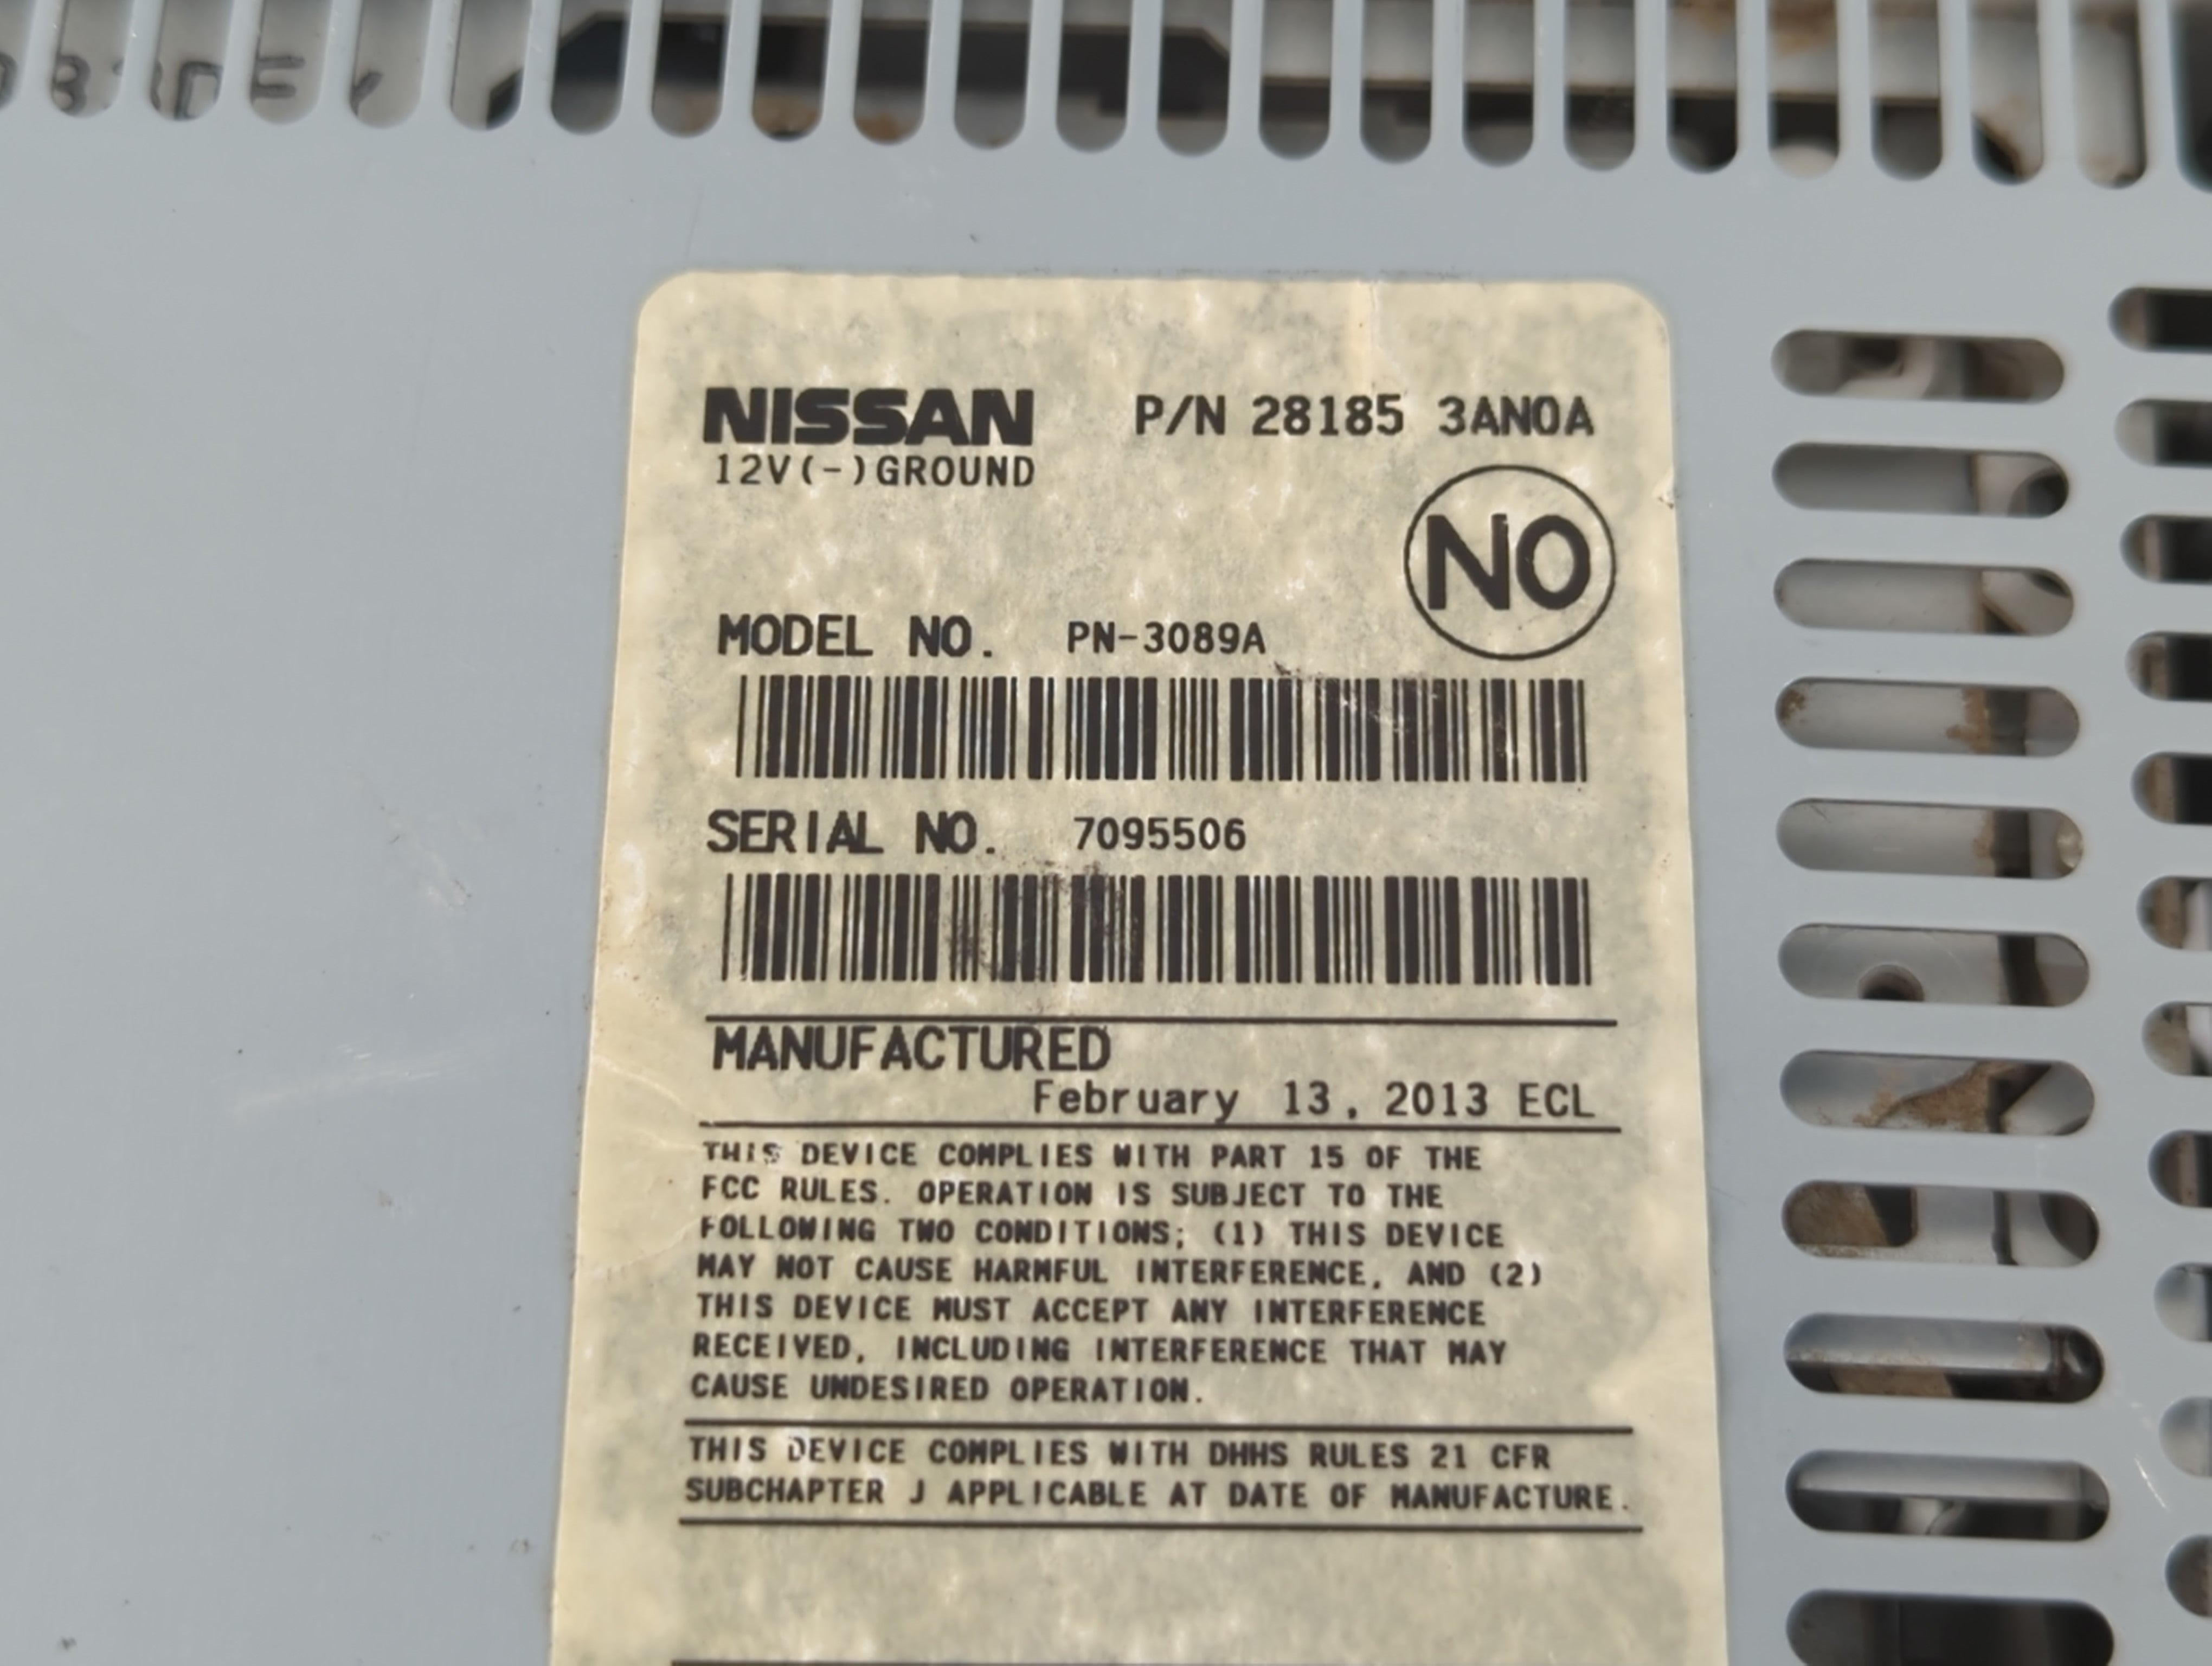 NISSAN P/N 28185 3AN0A
12V(-)GROUND
NO
MODEL NO. PN-3089A
SERIAL NO. 7095506
MANUFACTURED
February 13, 2013 ECL
THIS DEVICE COMPLIES WITH PART 15 OF THE
FCC RULES. OPERATION IS SUBJECT TO THE
FOLLOWING TWO CONDITIONS; (1) THIS DEVICE
MAY NOT CAUSE HARMFUL INTERFERENCE, AND (2)
THIS DEVICE MUST ACCEPT ANY INTERFERENCE
RECEIVED, INCLUDING INTERFERENCE THAT MAY
CAUSE UNDESIRED OPERATION.
THIS DEVICE COMPLIES WITH DHHS RULES 21 CFR
SUBCHAPTER J APPLICABLE AT DATE OF MANUFACTURE.